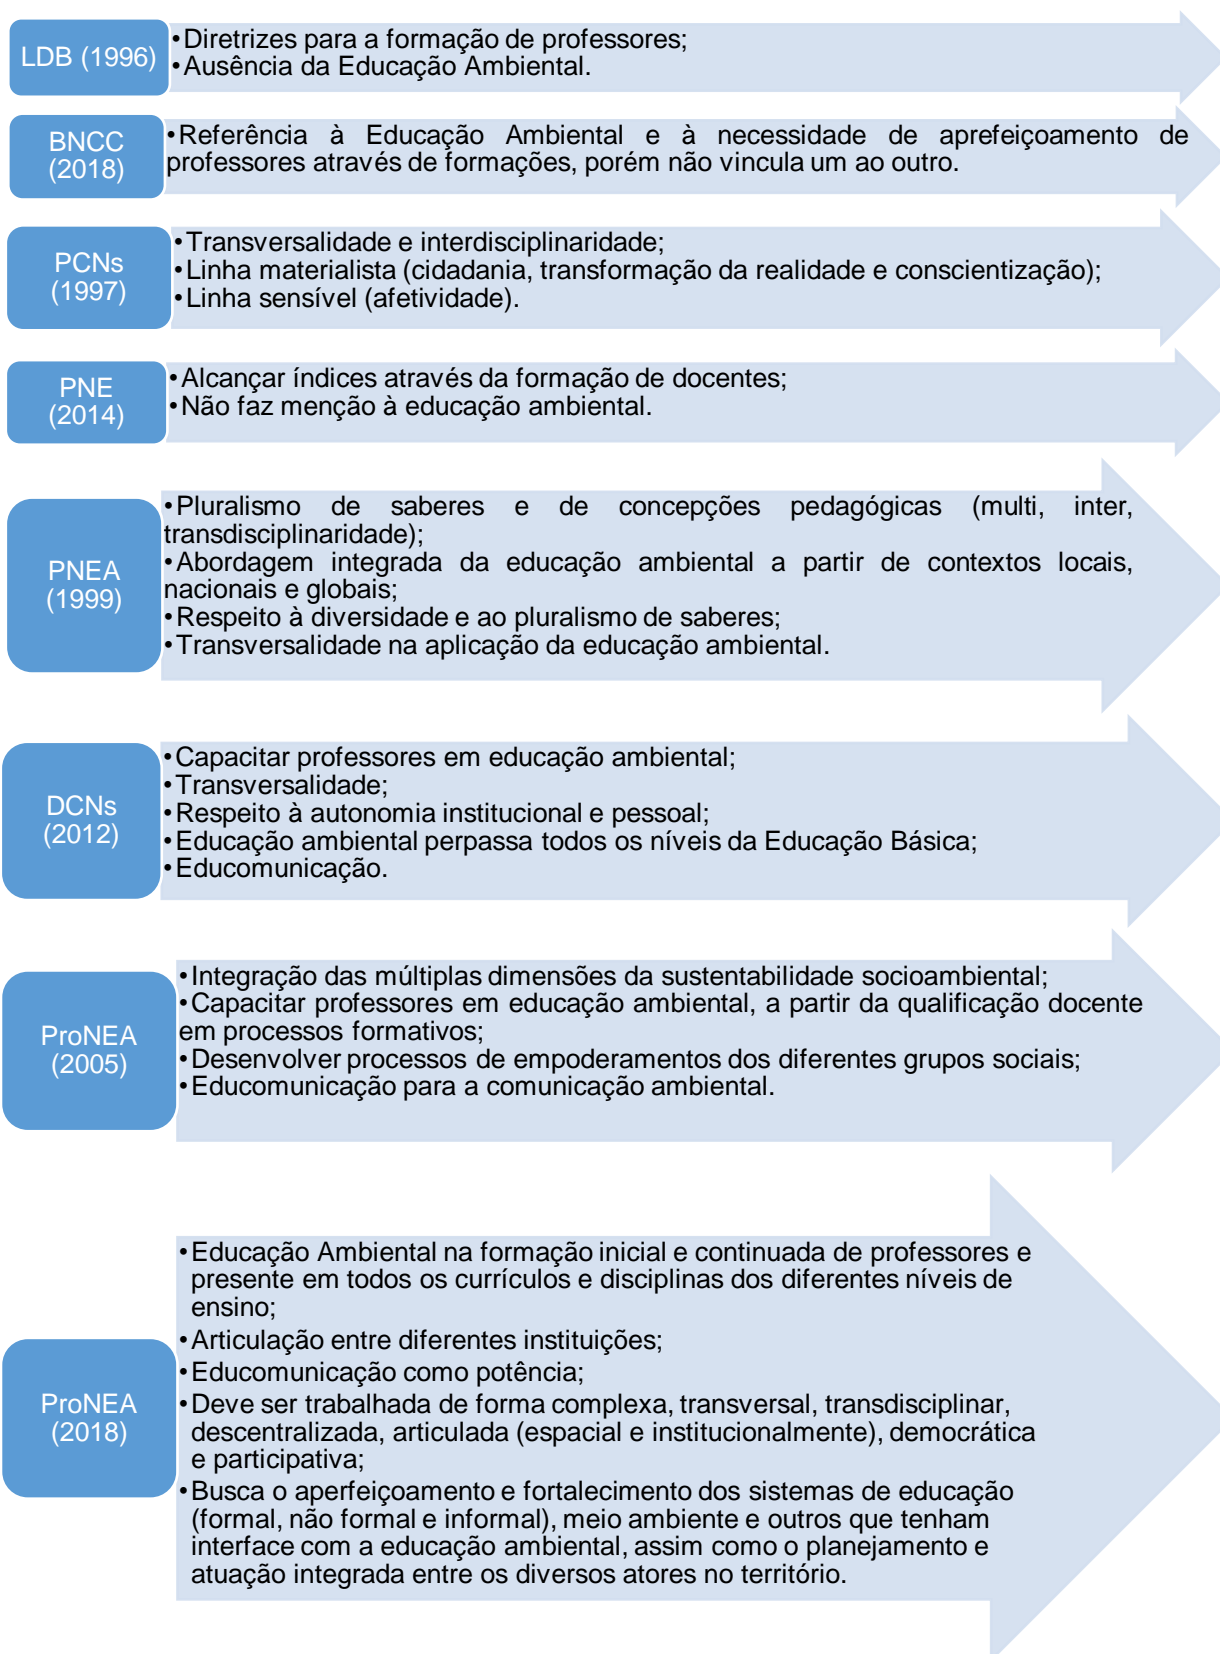 LDB (1996)
•Diretrizes para a formação de professores;
•Ausência da Educação Ambiental.
BNCC
(2018)
•Referência à Educação Ambiental e à necessidade de aprefeiçoamento de
professores através de formações, porém não vincula um ao outro.
PCNs
(1997)
•Transversalidade e interdisciplinaridade;
•Linha materialista (cidadania, transformação da realidade e conscientização);
•Linha sensível (afetividade).
PNE
(2014)
•Alcançar índices através da formação de docentes;
•Não faz menção à educação ambiental.
PNEA
(1999)
•Pluralismo de saberes e de concepções pedagógicas (multi, inter,
transdisciplinaridade);
•Abordagem integrada da educação ambiental a partir de contextos locais,
nacionais e globais;
•Respeito à diversidade e ao pluralismo de saberes;
•Transversalidade na aplicação da educação ambiental.
DCNs
(2012)
•Capacitar professores em educação ambiental;
•Transversalidade;
•Respeito à autonomia institucional e pessoal;
•Educação ambiental perpassa todos os níveis da Educação Básica;
•Educomunicação.
ProNEA
(2005)
•Integração das múltiplas dimensões da sustentabilidade socioambiental;
•Capacitar professores em educação ambiental, a partir da qualificação docente
em processos formativos;
•Desenvolver processos de empoderamentos dos diferentes grupos sociais;
•Educomunicação para a comunicação ambiental.
ProNEA
(2018)
•Educação Ambiental na formação inicial e continuada de professores e
presente em todos os currículos e disciplinas dos diferentes níveis de
ensino;
•Articulação entre diferentes instituições;
•Educomunicação como potência;
•Deve ser trabalhada de forma complexa, transversal, transdisciplinar,
descentralizada, articulada (espacial e institucionalmente), democrática
e participativa;
•Busca o aperfeiçoamento e fortalecimento dos sistemas de educação
(formal, não formal e informal), meio ambiente e outros que tenham
interface com a educação ambiental, assim como o planejamento e
atuação integrada entre os diversos atores no território.